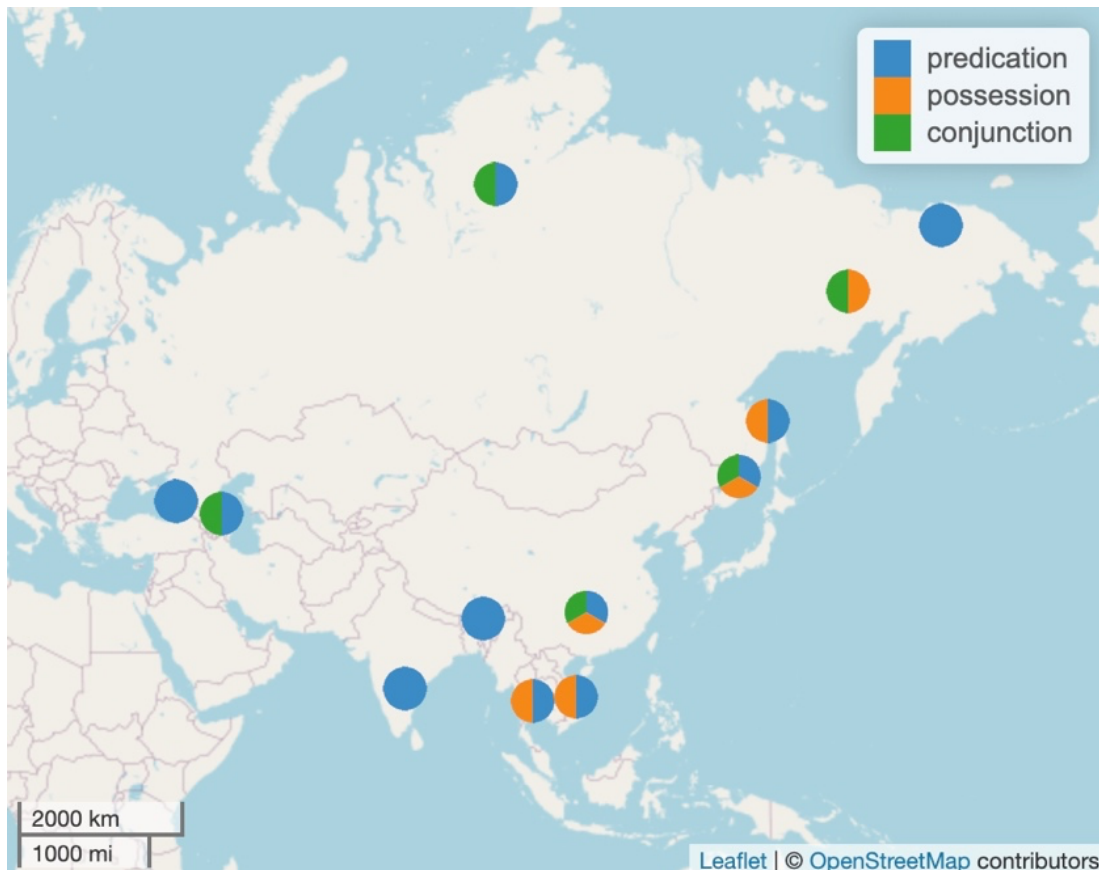 predication
possession
conjunction
2000 km
1000 mi
Leaflet | © OpenStreetMap contributors